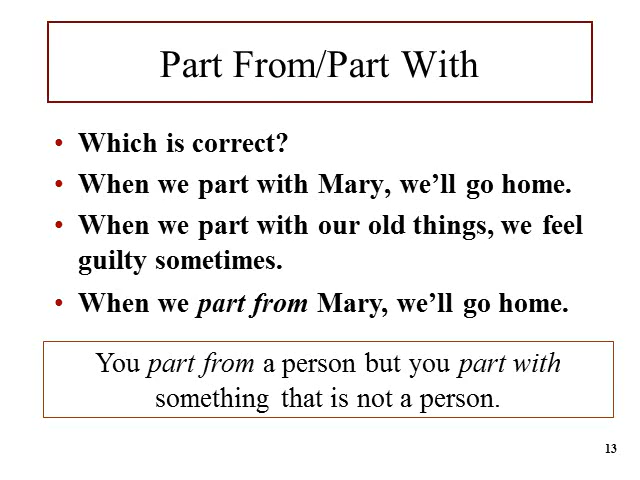 Part From/Part With
• Which is correct?
• When we part with Mary, we’ll go home.
• When we part with our old things, we feel
guilty sometimes.
• When we part from Mary, we’ll go home.
You part from a person but you part with
something that is not a person.
13